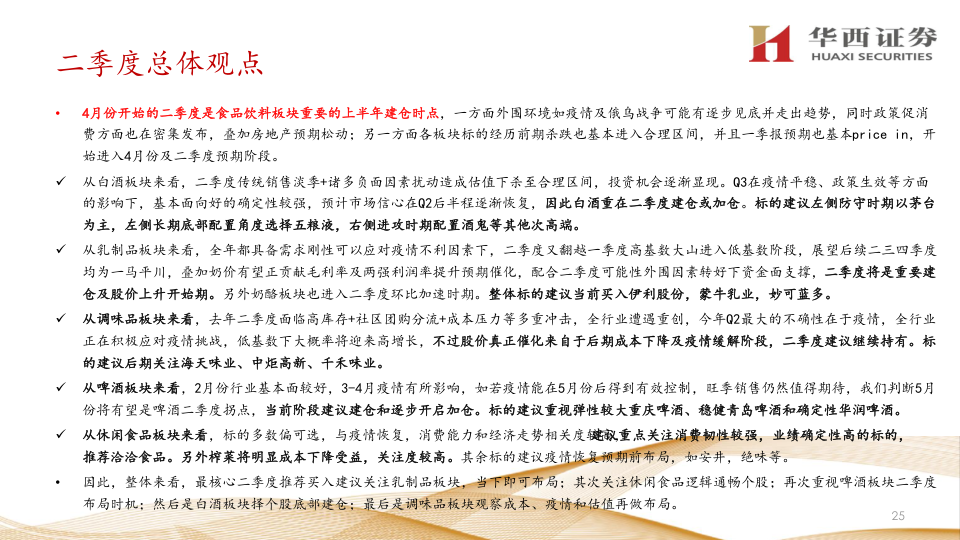 二季度总体观点
华西证券
HUAXI SECURITIES
• 4月份开始的二季度是食品饮料板块重要的上半年建仓时点，一方面外围环境如疫情及俄乌战争可能有逐步见底并走出趋势，同时政策促消
费方面也在密集发布，叠加房地产预期松动；另一方面各板块标的经历前期杀跌也基本进入合理区间，并且一季报预期也基本price in，开
始进入4月份及二季度预期阶段。
✓ 从白酒板块来看，二季度传统销售淡季+诸多负面因素扰动造成估值下杀至合理区间，投资机会逐渐显现。Q3在疫情平稳、政策生效等方面
的影响下，基本面向好的确定性较强，预计市场信心在Q2后半程逐渐恢复，因此白酒重在二季度建仓或加仓。标的建议左侧防守时期以茅台
为主，左侧长期底部配置角度选择五粮液，右侧进攻时期配置酒鬼等其他次高端。
✓ 从乳制品板块来看，全年都具备需求刚性可以应对疫情不利因素下，二季度又翻越一季度高基数大山进入低基数阶段，展望后续二三四季度
均为一马平川，叠加奶价有望正贡献毛利率及两强利润率提升预期催化，配合二季度可能性外围因素转好下资金面支撑，二季度将是重要建
仓及股价上升开始期。另外奶酪板块也进入二季度环比加速时期。整体标的建议当前买入伊利股份，蒙牛乳业，妙可蓝多。
✓ 从调味品板块来看，去年二季度面临高库存+社区团购分流+成本压力等多重冲击，全行业遭遇重创，今年Q2最大的不确性在于疫情，全行业
正在积极应对疫情挑战，低基数下大概率将迎来高增长，不过股价真正催化来自于后期成本下降及疫情缓解阶段，二季度建议继续持有。标
的建议后期关注海天味业、中炬高新、千禾味业。
✓ 从啤酒板块来看，2月份行业基本面较好，3-4月疫情有所影响，如若疫情能在5月份后得到有效控制，旺季销售仍然值得期待，我们判断5月
份将有望是啤酒二季度拐点，当前阶段建议建仓和逐步开启加仓。标的建议重视弹性较大重庆啤酒、稳健青岛啤酒和确定性华润啤酒。
✓ 从休闲食品板块来看，标的多数偏可选，与疫情恢复，消费能力和经济走势相关度较建议重点关注消费韧性较强，业绩确定性高的标的，
推荐洽洽食品。另外榨菜将明显成本下降受益，关注度较高。其余标的建议疫情恢复预期前布局，如安井，绝味等。
• 因此，整体来看，最核心二季度推荐买入建议关注乳制品板块，当下即可布局；其次关注休闲食品逻辑通畅个股；再次重视啤酒板块二季度
布局时机；然后是白酒板块择个股底部建仓；最后是调味品板块观察成本、疫情和估值再做布局。
25